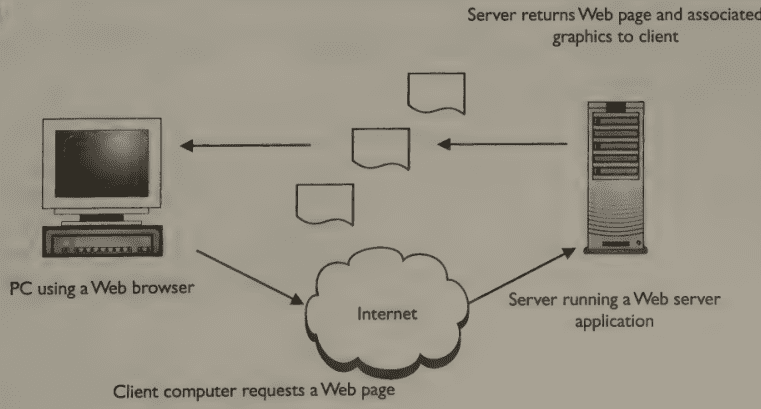 Server returns Web page and associated
graphics to client
PC using a Web browser
Internet
Server running a Web server
application
Client computer requests a Web page